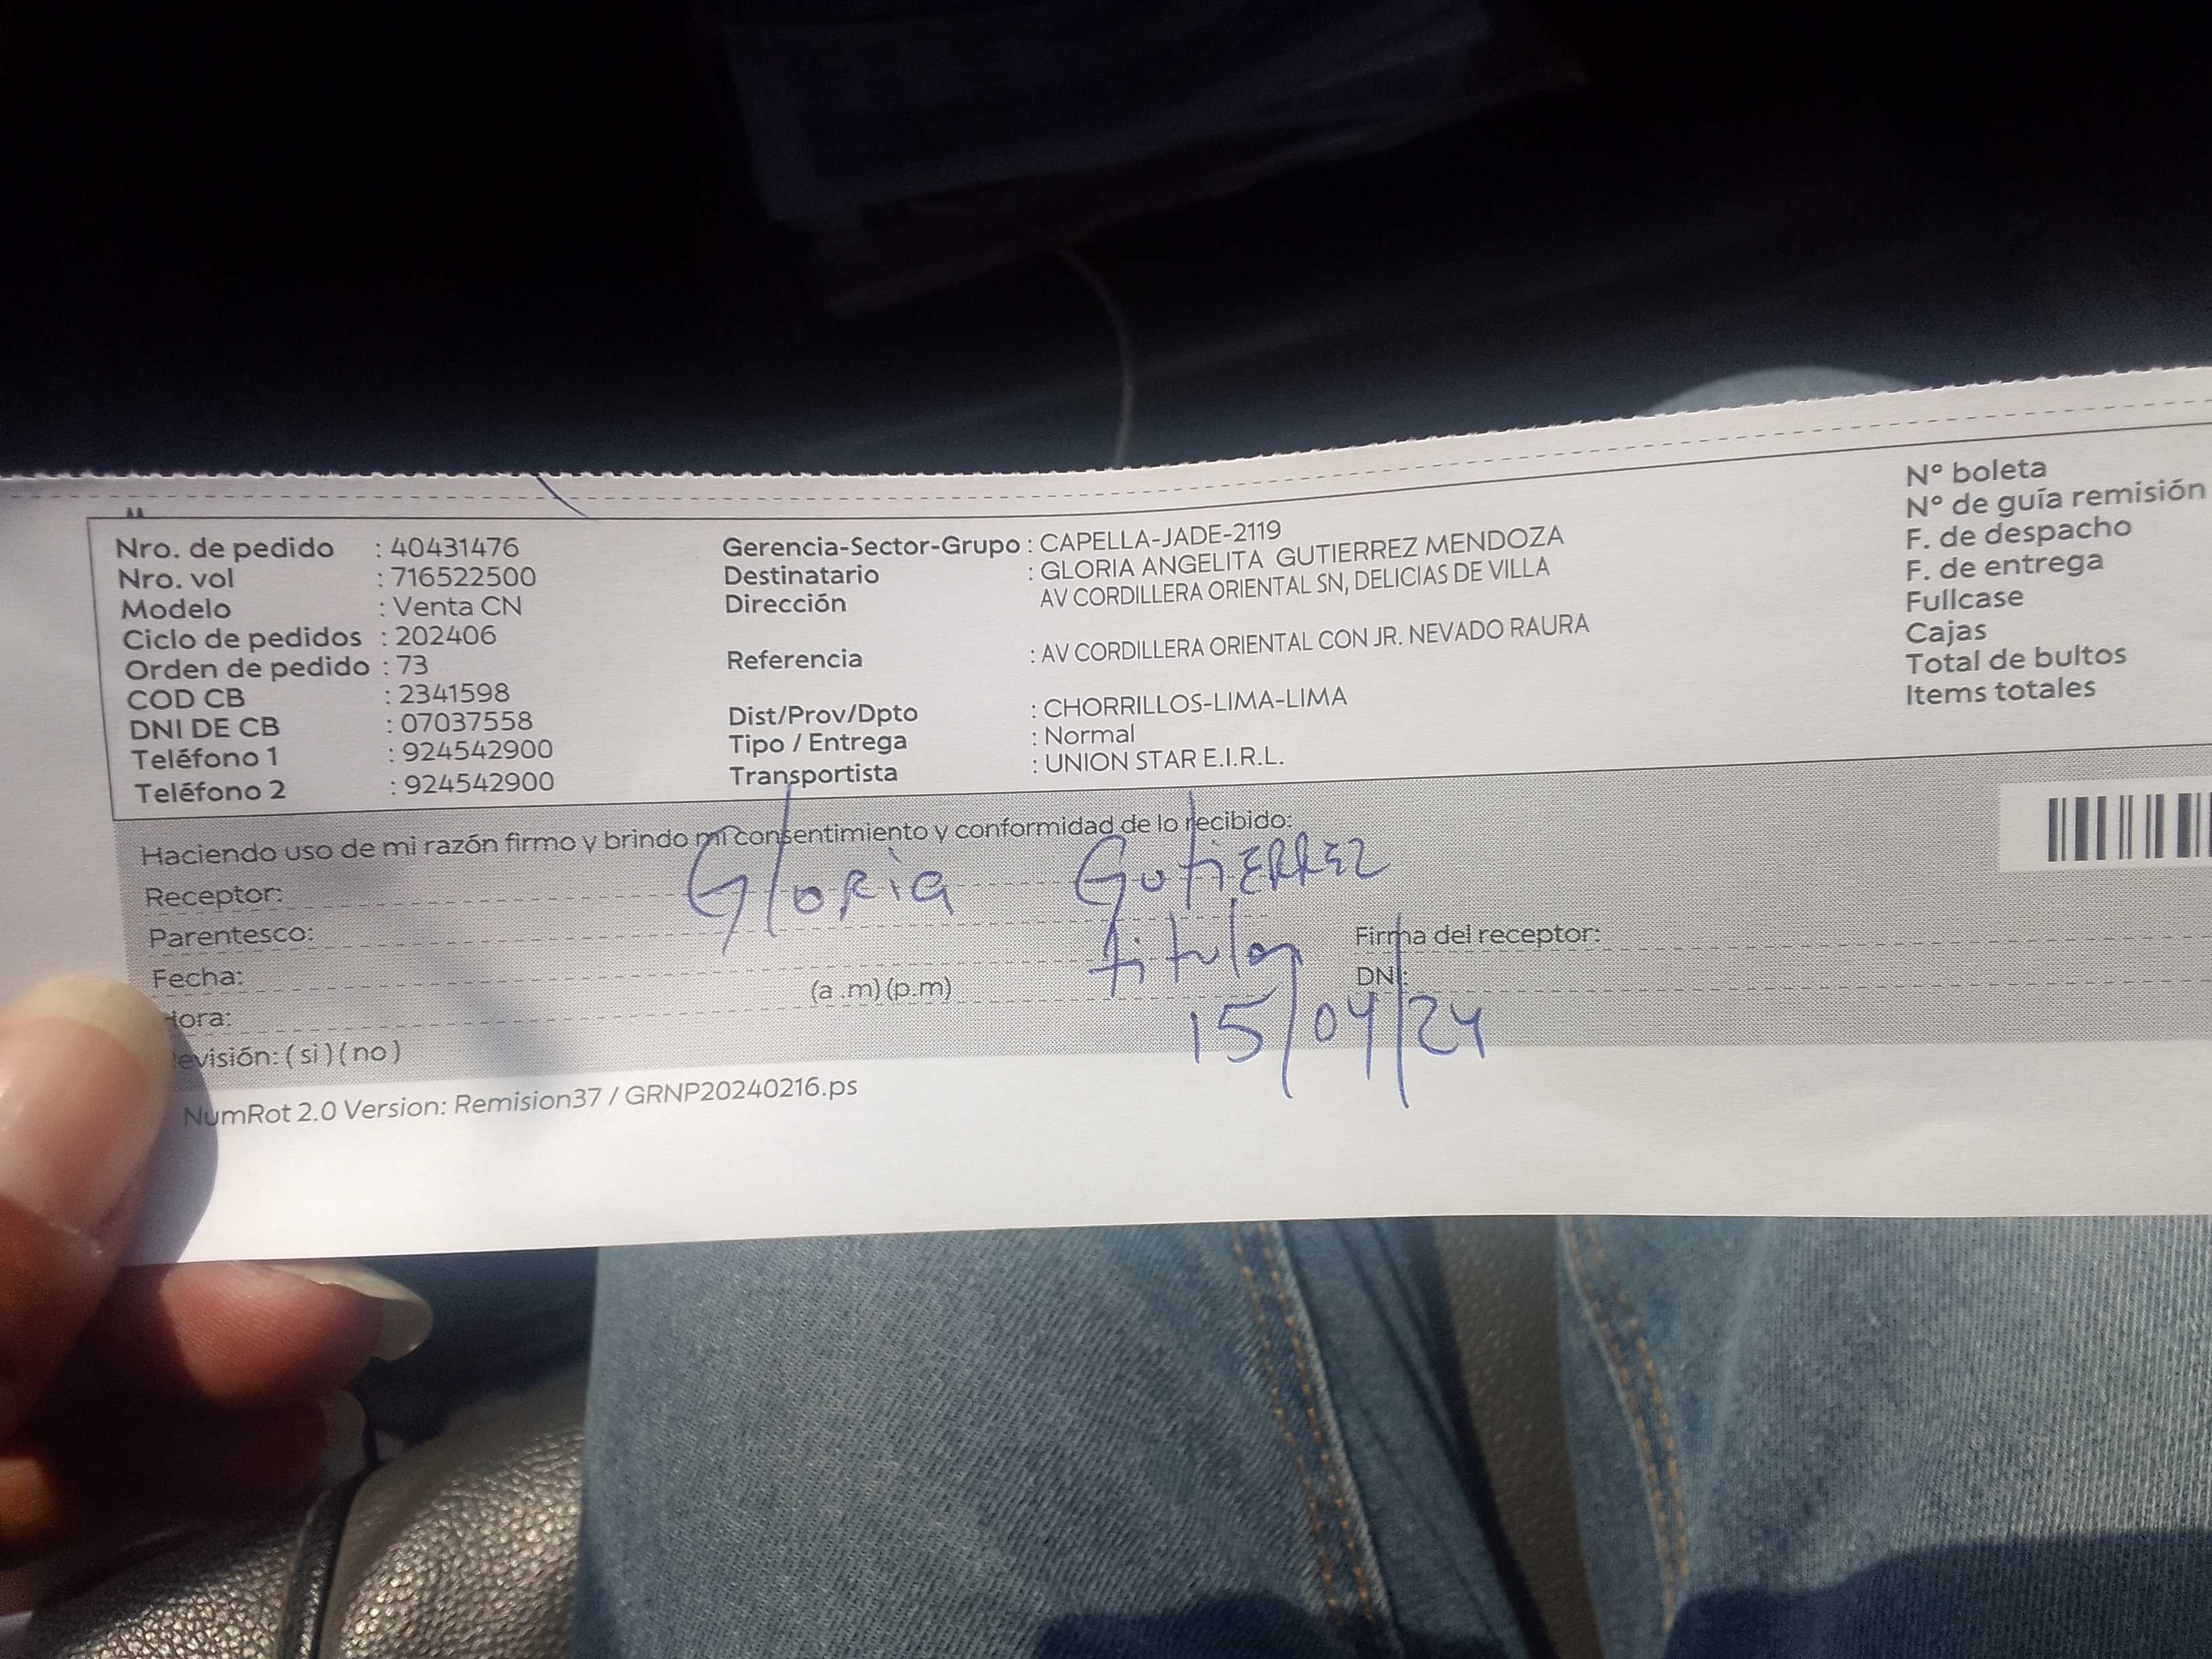 Nro. de pedido : 40431476
Nro. vol : 716522500
Modelo : Venta CN
Ciclo de pedidos : 202406
Orden de pedido : 73
COD CB : 2341598
DNI DE CB : 07037558
Teléfono 1 : 924542900
Teléfono 2 : 924542900
Gerencia-Sector-Grupo : CAPELLA-JADE-2119
Destinatario : GLORIA ANGELITA GUTIERREZ MENDOZA
Dirección AV CORDILLERA ORIENTAL SN, DELICIAS DE VILLA
Referencia : AV CORDILLERA ORIENTAL CON JR. NEVADO RAURA
Dist/Prov/Dpto : CHORRILLOS-LIMA-LIMA
Tipo / Entrega : Normal
Transportista : UNION STAR E.I.R.L.
N° boleta
N° de guía remisión
F. de despacho
F. de entrega
Fullcase
Cajas
Total de bultos
Items totales
Haciendo uso de mi razón firmo y brindo mi consentimiento y conformidad de lo recibido:
Receptor: Gloria Gutierrez
Parentesco: titular
Firma del receptor:
Fecha: 15/04/24
DNI:
Hora: (a .m) (p.m)
evisión: ( si ) ( no )
NumRot 2.0 Version: Remision37 / GRNP20240216.ps